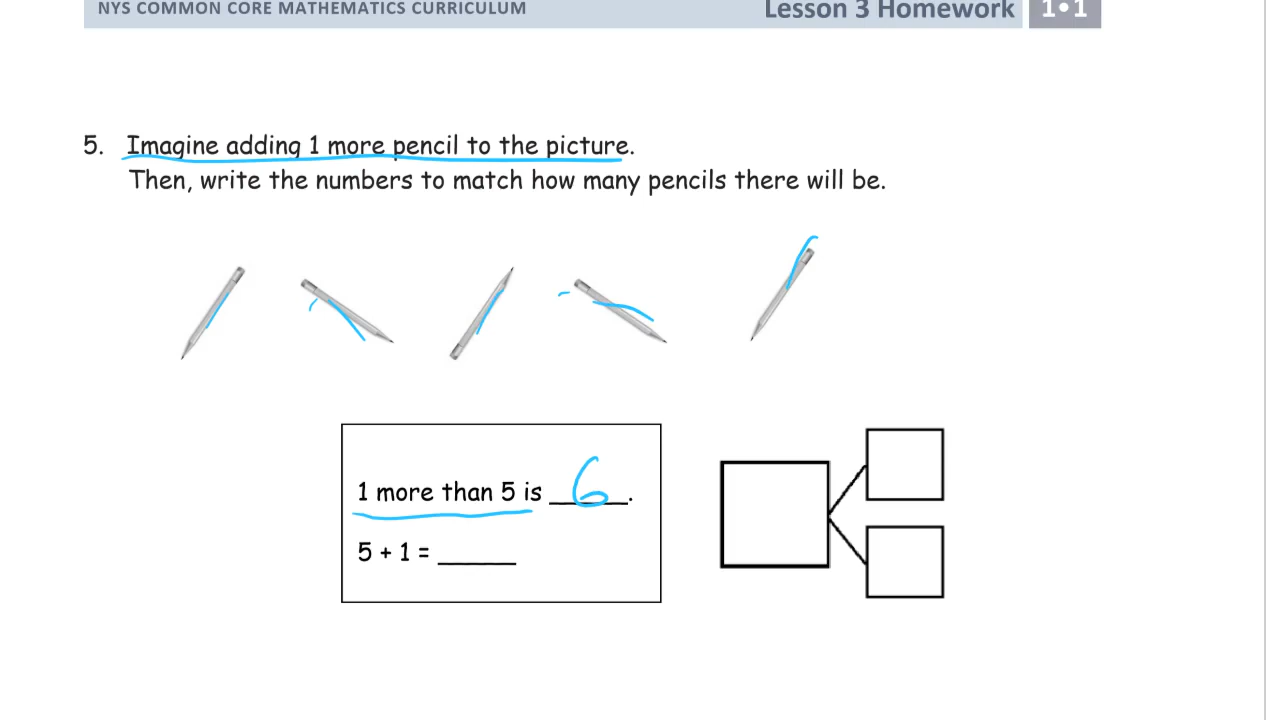 NYS COMMON CORE MATHEMATICS CURRICULUM Lesson 3 Homework 1•1
5. Imagine adding 1 more pencil to the picture.
Then, write the numbers to match how many pencils there will be.
1 more than 5 is 6.
5 + 1 = ______